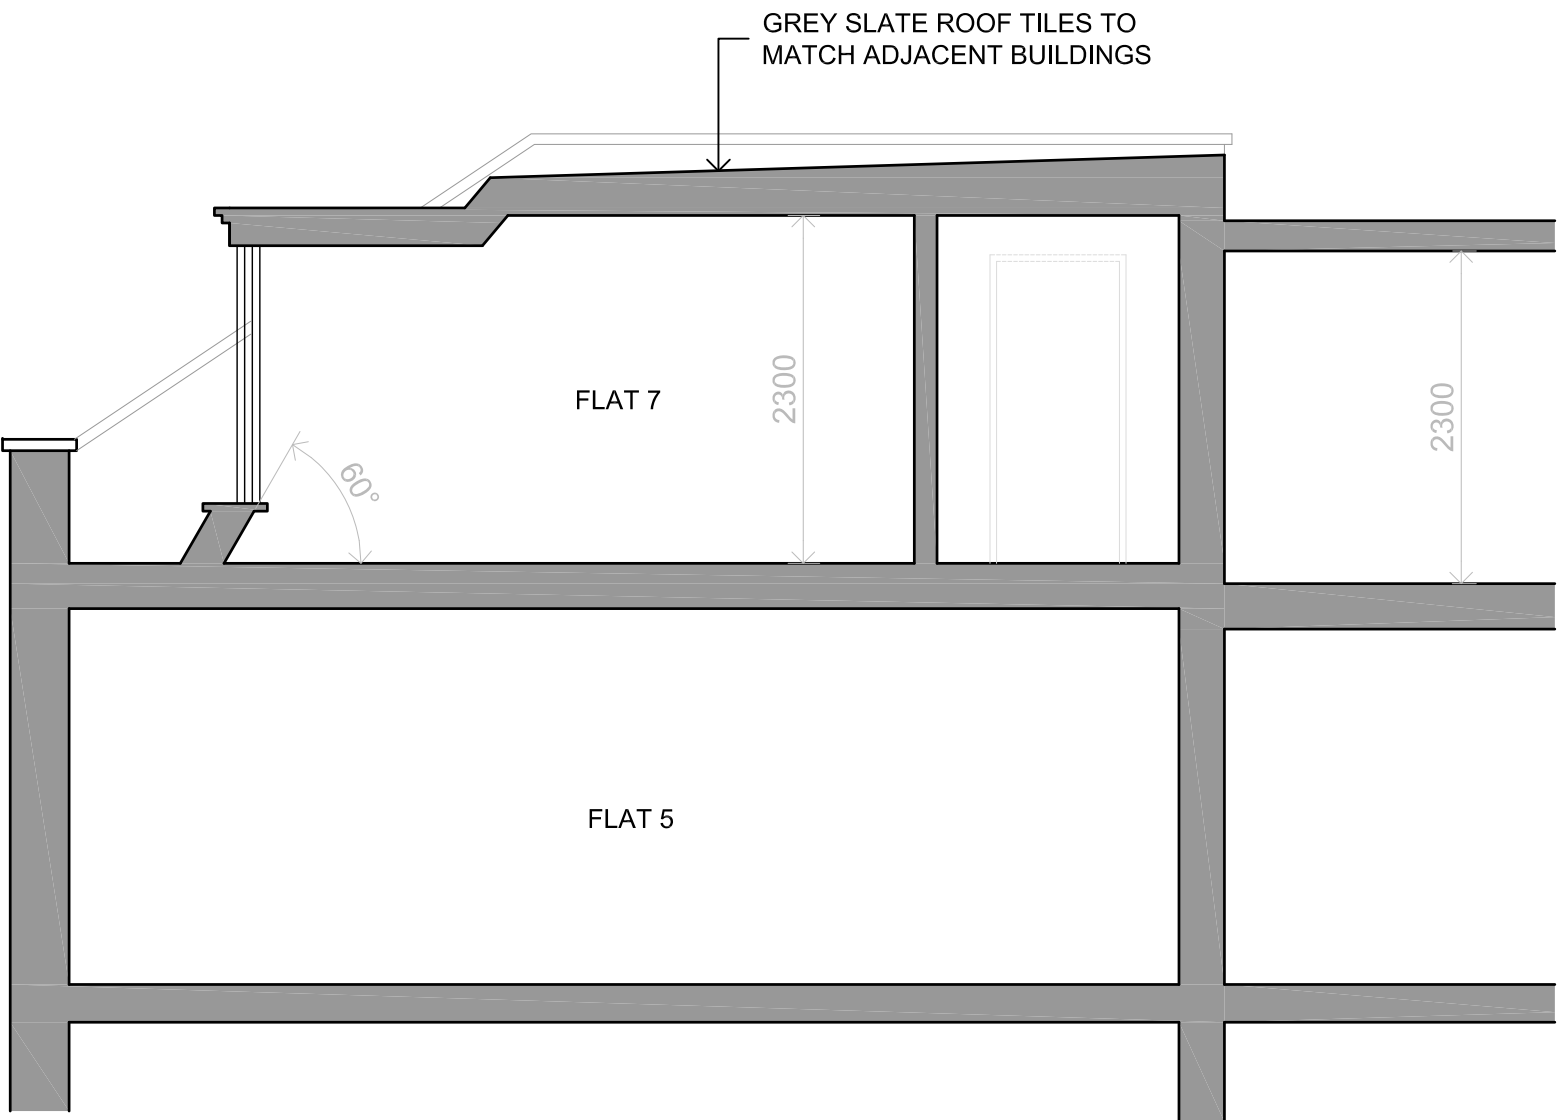 GREY SLATE ROOF TILES TO
MATCH ADJACENT BUILDINGS
FLAT 7
2300
2300
60°
FLAT 5